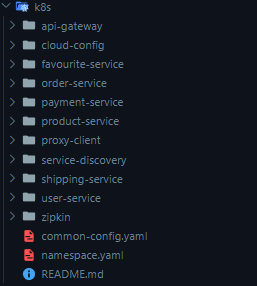 k8s
api-gateway
cloud-config
favourite-service
order-service
payment-service
product-service
proxy-client
service-discovery
shipping-service
user-service
zipkin
common-config.yaml
namespace.yaml
README.md